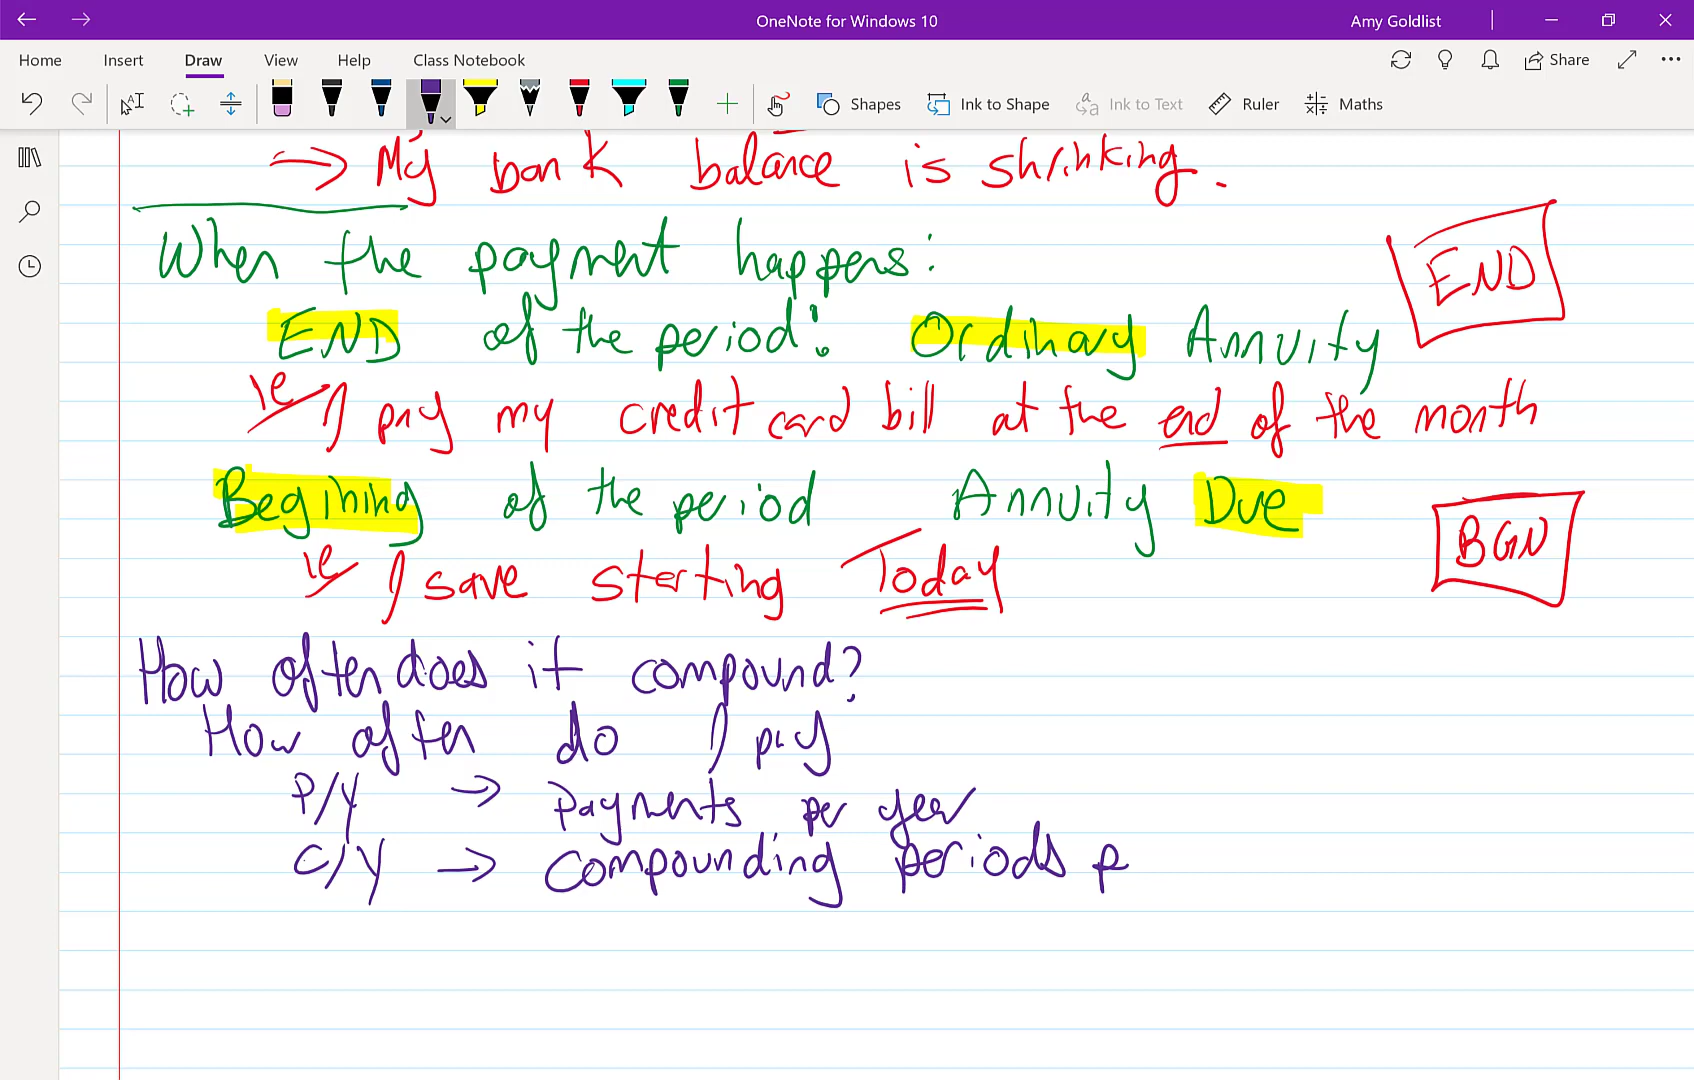 OneNote for Windows 10
Amy Goldlist
Home Insert Draw View Help Class Notebook
Share
Shapes Ink to Shape Ink to Text Ruler Maths
→ My bank balance is shrinking.
When the payment happens:
END
END of the period: Ordinary Annuity
ie I pay my credit card bill at the end of the month
Begining of the period Annuity Due
BGN
ie I save starting Today
How often does it compound?
How often do I pay
P/Y → Payments per year
C/Y → Compounding periods p